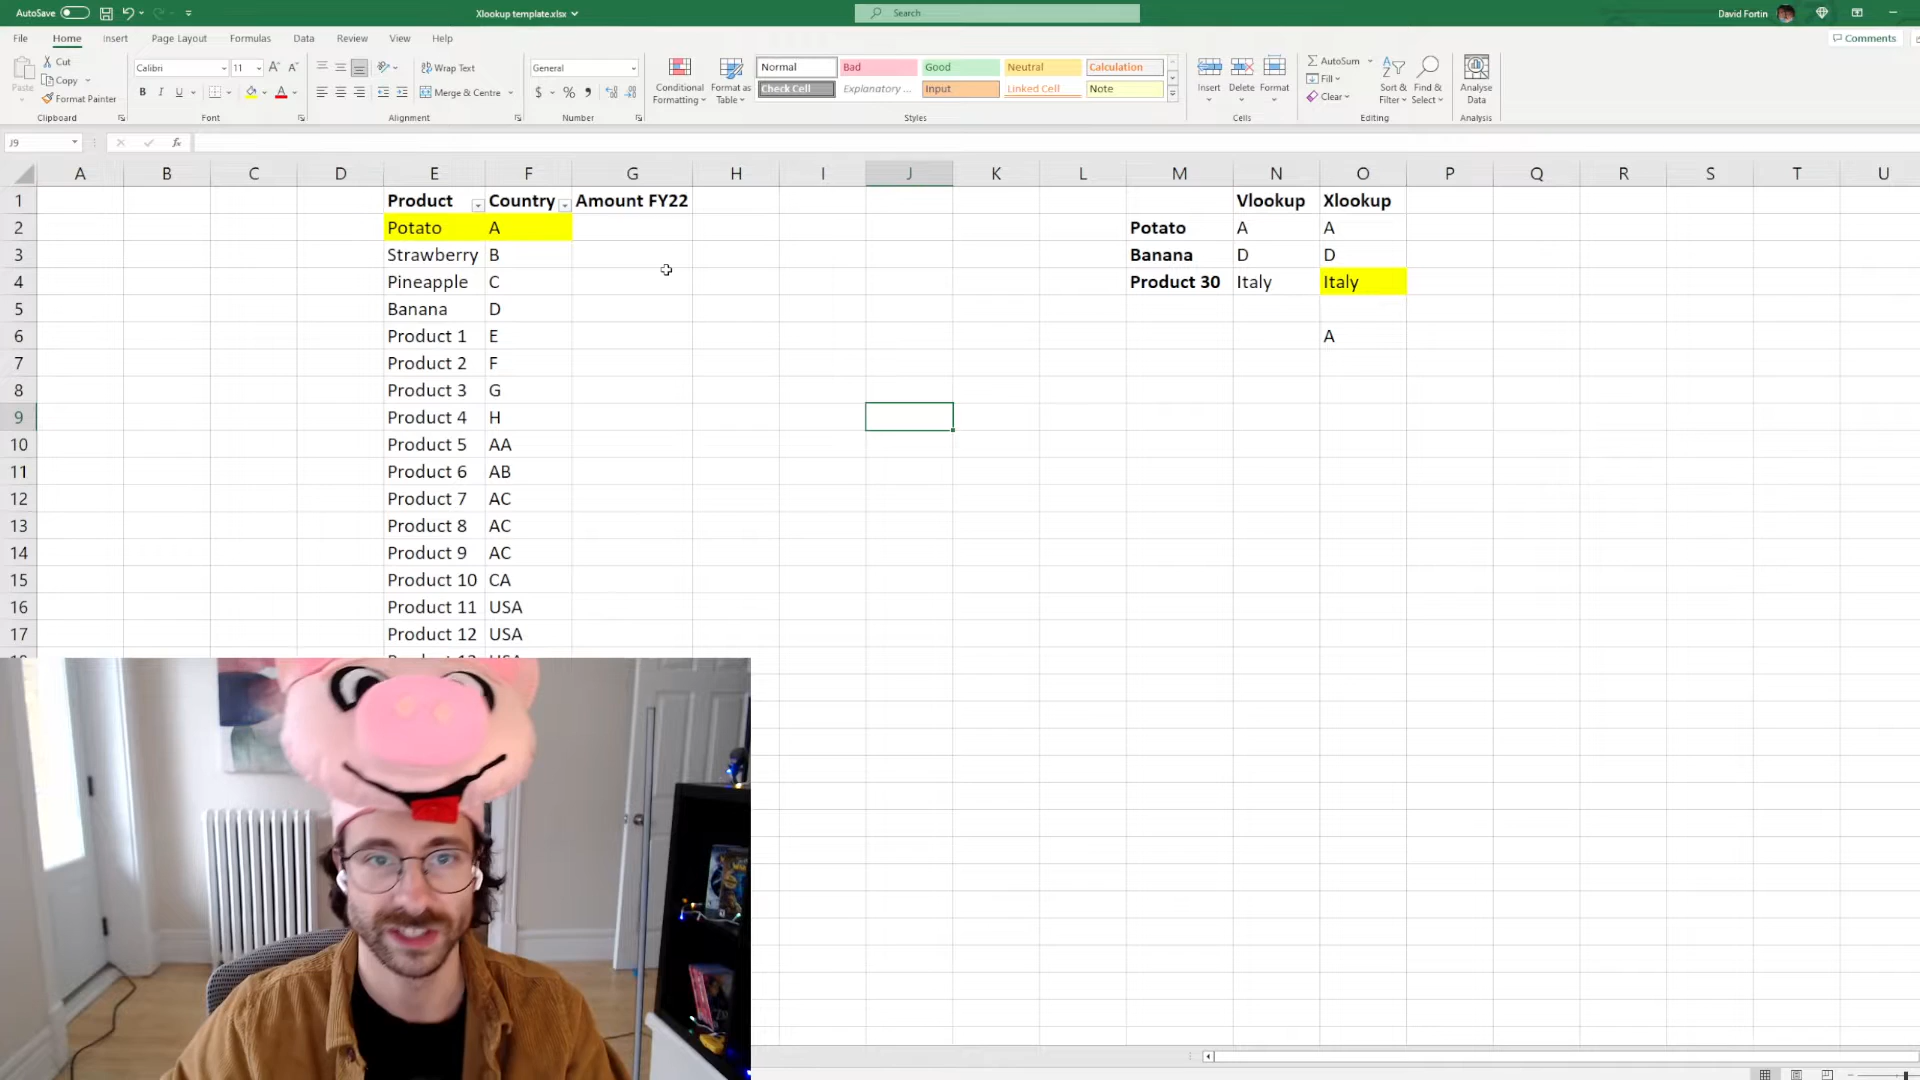 AutoSave Xlookup template.xlsx Search David Fortin
File Home Insert Page Layout Formulas Data Review View Help Comments
Paste Cut Copy Format Painter Clipboard
Calibri 11 A A B I U A Font
Wrap Text Merge & Centre Alignment
General $ % Number
Conditional Formatting Format as Table
Normal Bad Good Neutral Calculation
Check Cell Explanatory ... Input Linked Cell Note
Styles
Insert Delete Format Cells
AutoSum Fill Clear Sort & Filter Find & Select Editing
Analyse Data Analysis
J9 fx
A B C D E F G H I J K L M N O P Q R S T U
1 Product Country Amount FY22 Vlookup Xlookup
2 Potato A Potato A A
3 Strawberry B Banana D D
4 Pineapple C Product 30 Italy Italy
5 Banana D
6 Product 1 E A
7 Product 2 F
8 Product 3 G
9 Product 4 H
10 Product 5 AA
11 Product 6 AB
12 Product 7 AC
13 Product 8 AC
14 Product 9 AC
15 Product 10 CA
16 Product 11 USA
17 Product 12 USA